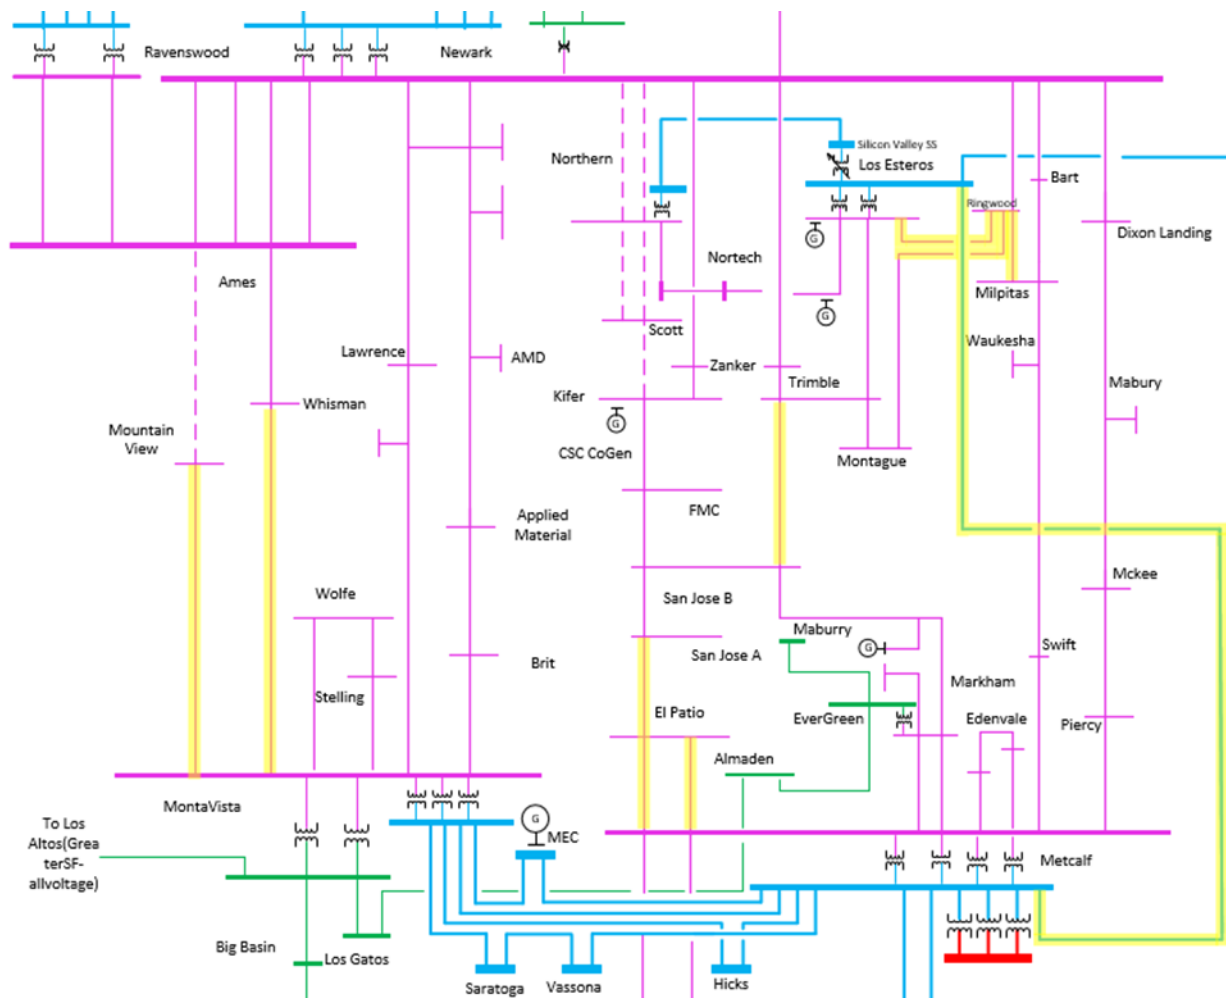 Ravenswood
Newark
Silicon Valley SS
Northern
Los Esteros
Bart
Ringwood
Dixon Landing
Nortech
G
Ames
Milpitas
G
Scott
Waukesha
Lawrence
AMD
Zanker
Trimble
Mabury
Kifer
Whisman
G
Mountain
View
CSC CoGen
Montague
FMC
Applied
Material
Mckee
Wolfe
San Jose B
Maburry
Swift
G
San Jose A
Brit
Markham
Stelling
El Patio
EverGreen
Edenvale
Piercy
Almaden
MontaVista
G
To Los
Altos(Grea
terSF-
allvoltage)
MEC
Metcalf
Big Basin
Los Gatos
Saratoga
Vassona
Hicks